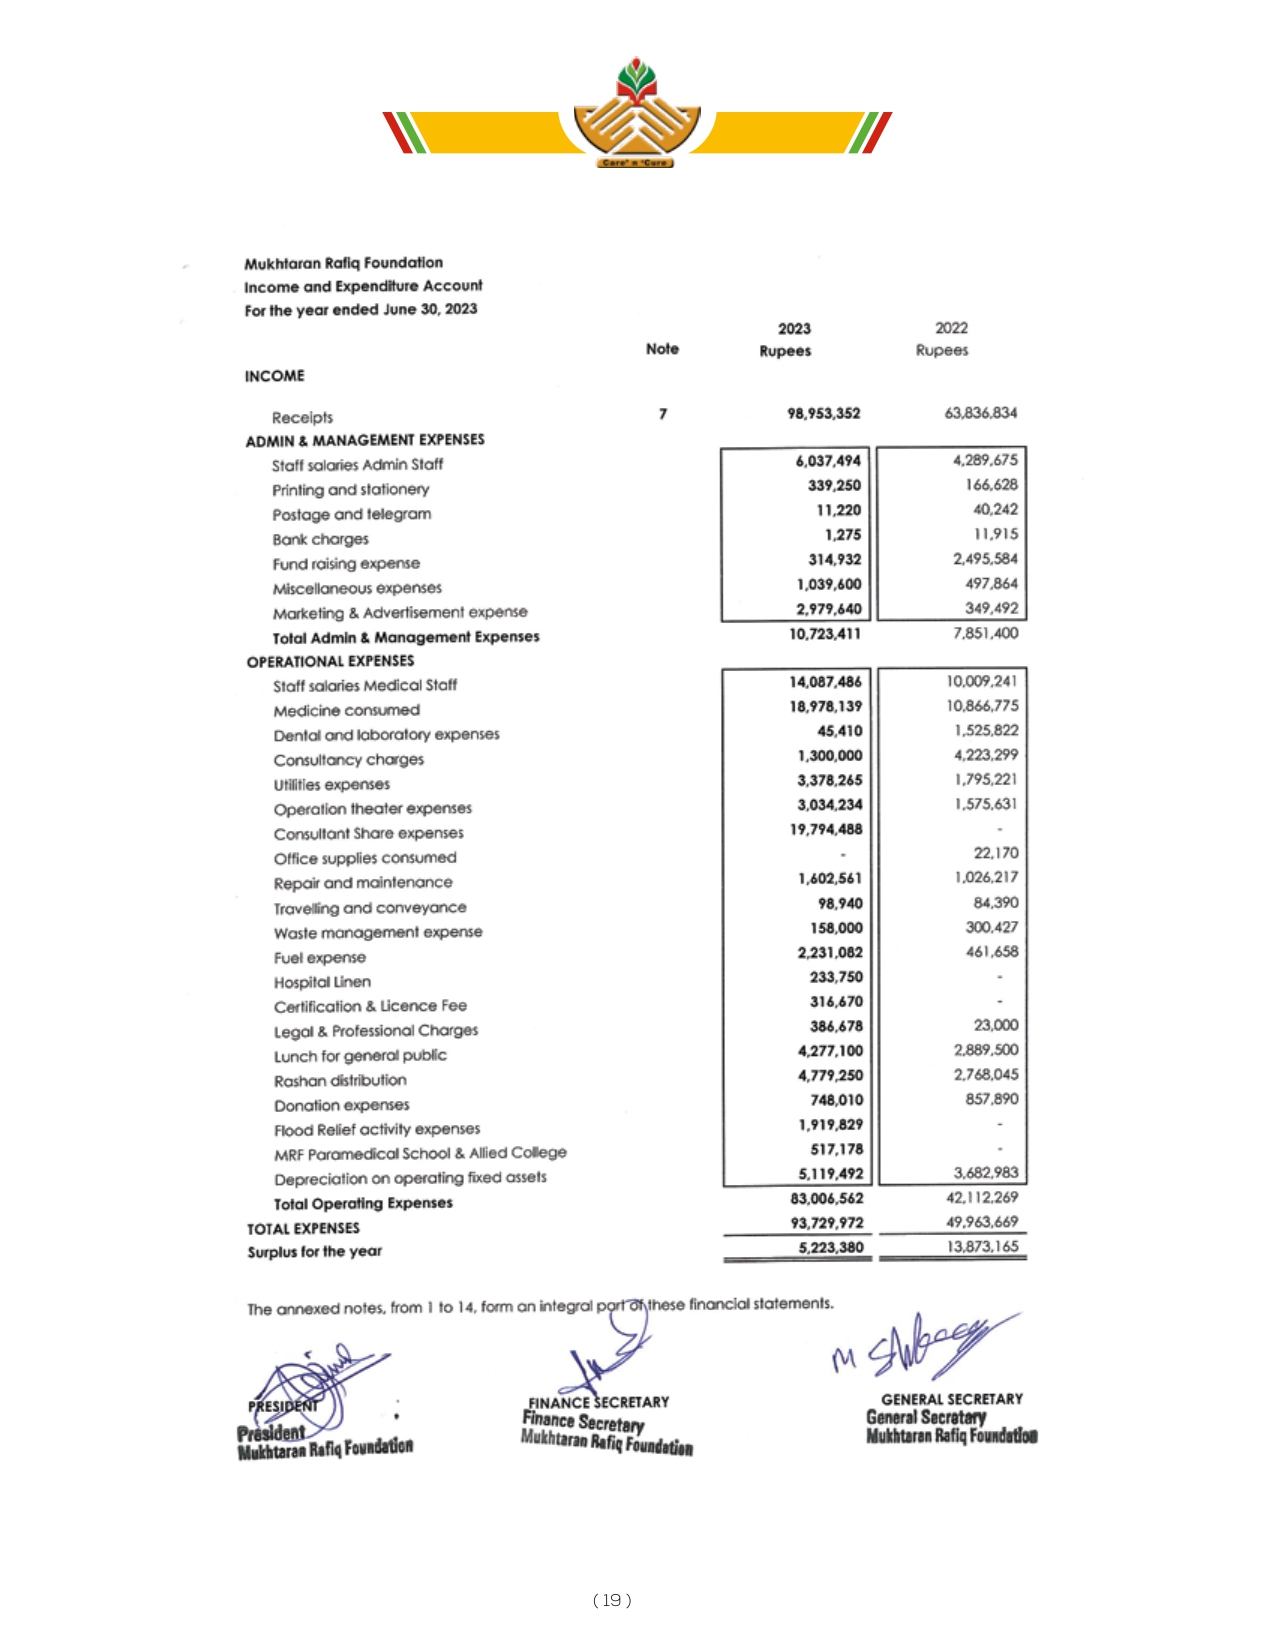 Care' n 'Cure
Mukhtaran Rafiq Foundation
Income and Expenditure Account
For the year ended June 30, 2023
2023 2022
Note Rupees Rupees
INCOME
Receipts 7 98,953,352 63,836,834
ADMIN & MANAGEMENT EXPENSES
Staff salaries Admin Staff 6,037,494 4,289,675
Printing and stationery 339,250 166,628
Postage and telegram 11,220 40,242
Bank charges 1,275 11,915
Fund raising expense 314,932 2,495,584
Miscellaneous expenses 1,039,600 497,864
Marketing & Advertisement expense 2,979,640 349,492
Total Admin & Management Expenses 10,723,411 7,851,400
OPERATIONAL EXPENSES
Staff salaries Medical Staff 14,087,486 10,009,241
Medicine consumed 18,978,139 10,866,775
Dental and laboratory expenses 45,410 1,525,822
Consultancy charges 1,300,000 4,223,299
Utilities expenses 3,378,265 1,795,221
Operation theater expenses 3,034,234 1,575,631
Consultant Share expenses 19,794,488 -
Office supplies consumed - 22,170
Repair and maintenance 1,602,561 1,026,217
Travelling and conveyance 98,940 84,390
Waste management expense 158,000 300,427
Fuel expense 2,231,082 461,658
Hospital Linen 233,750 -
Certification & Licence Fee 316,670 -
Legal & Professional Charges 386,678 23,000
Lunch for general public 4,277,100 2,889,500
Rashan distribution 4,779,250 2,768,045
Donation expenses 748,010 857,890
Flood Relief activity expenses 1,919,829 -
MRF Paramedical School & Allied College 517,178 -
Depreciation on operating fixed assets 5,119,492 3,682,983
Total Operating Expenses 83,006,562 42,112,269
TOTAL EXPENSES 93,729,972 49,963,669
Surplus for the year 5,223,380 13,873,165
The annexed notes, from 1 to 14, form an integral part of these financial statements.
PRESIDENT FINANCE SECRETARY GENERAL SECRETARY
President Finance Secretary General Secratary
Mukhtaran Rafiq Foundation Mukhtaran Rafiq Foundation Mukhtaran Rafiq Foundation
( 19 )